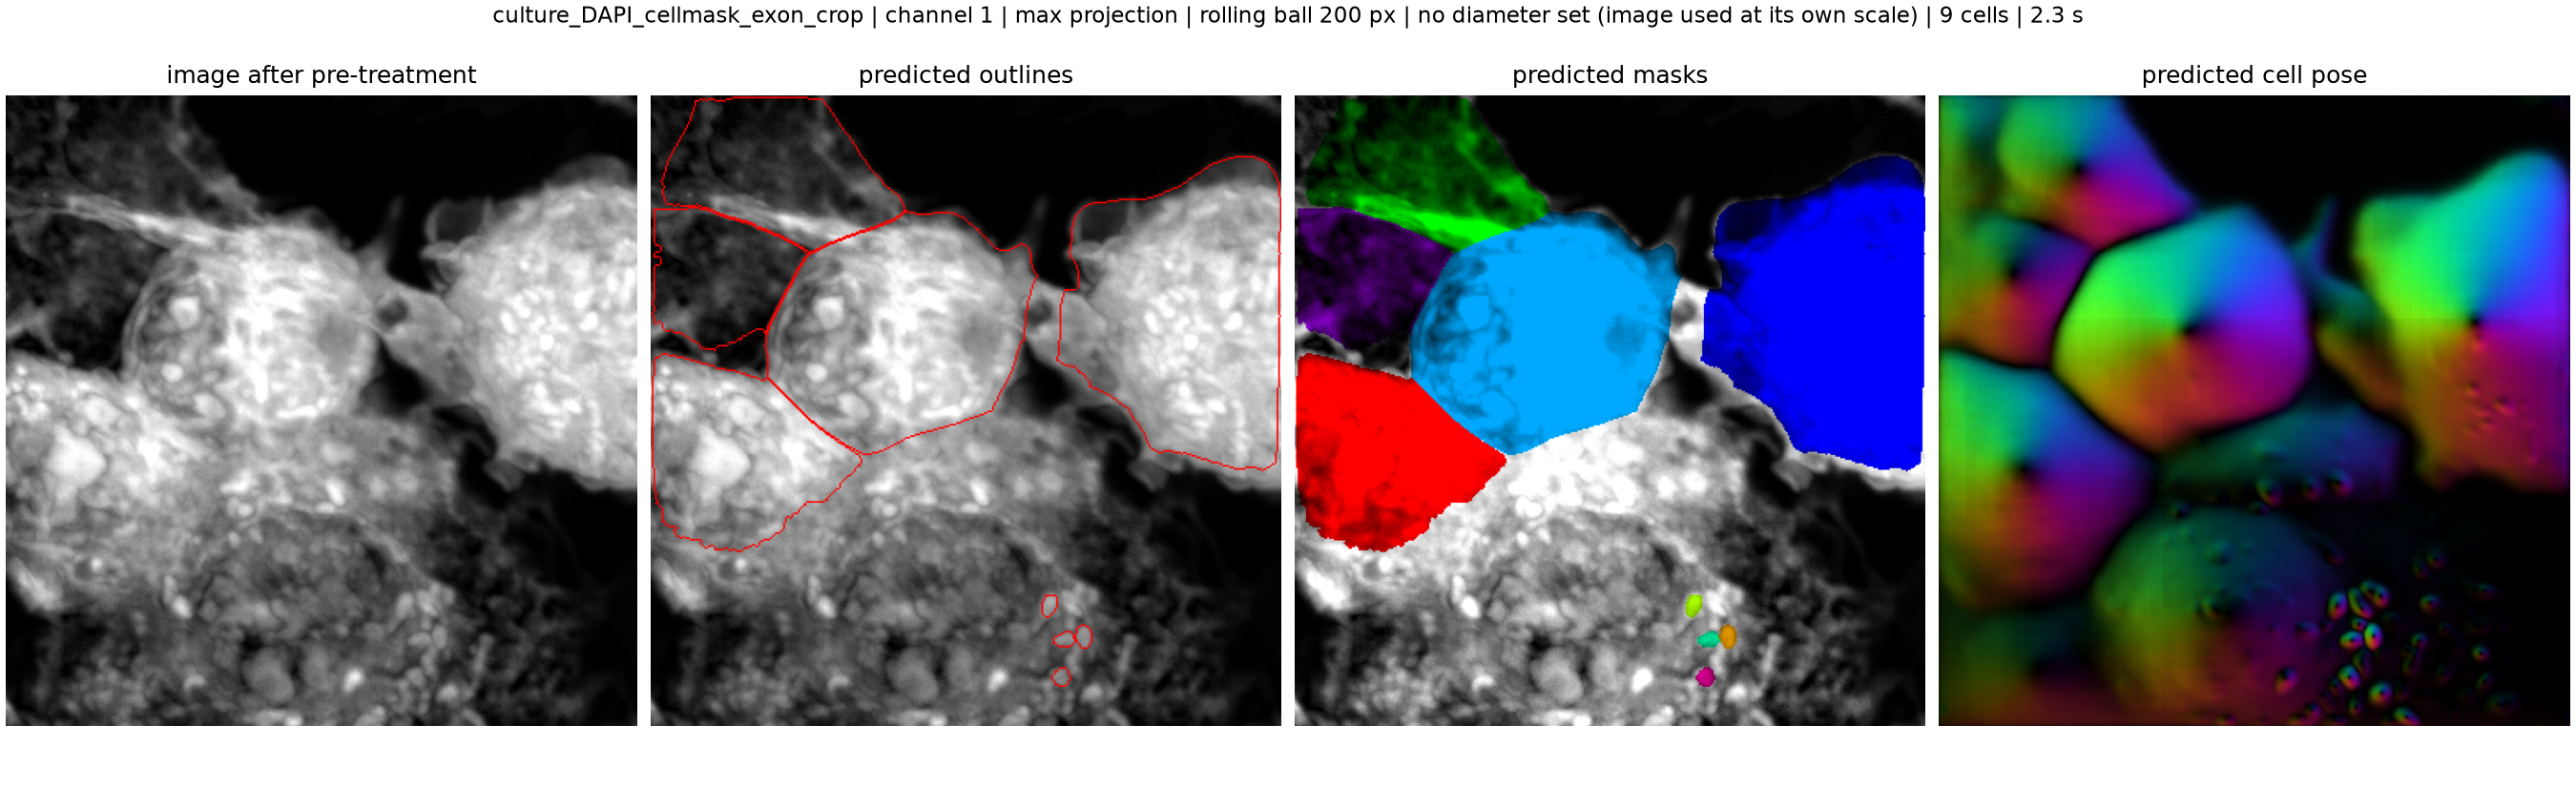 culture_DAPI_cellmask_exon_crop | channel 1 | max projection | rolling ball 200 px | no diameter set (image used at its own scale) | 9 cells | 2.3 s
image after pre-treatment
predicted outlines
predicted masks
predicted cell pose